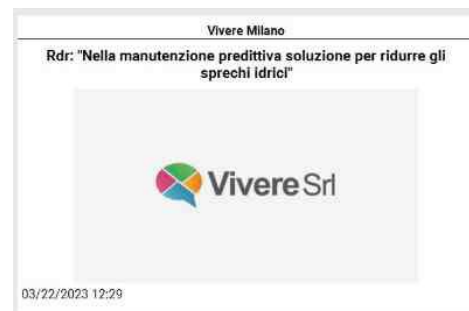 Vivere Milano
Rdr: "Nella manutenzione predittiva soluzione per ridurre gli
sprechi idrici"
Vivere Srl
03/22/2023 12:29